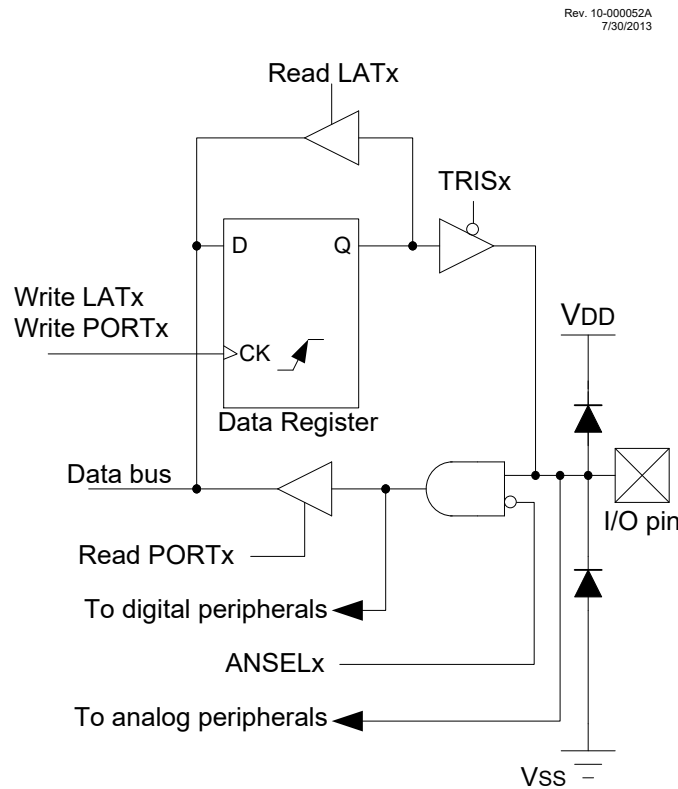 Rev. 10-000052A
7/30/2013
Read LATx
TRISx
D
Q
Write LATx
Write PORTx
VDD
CK
Data Register
Data bus
I/O pin
Read PORTx
To digital peripherals
ANSELx
To analog peripherals
Vss